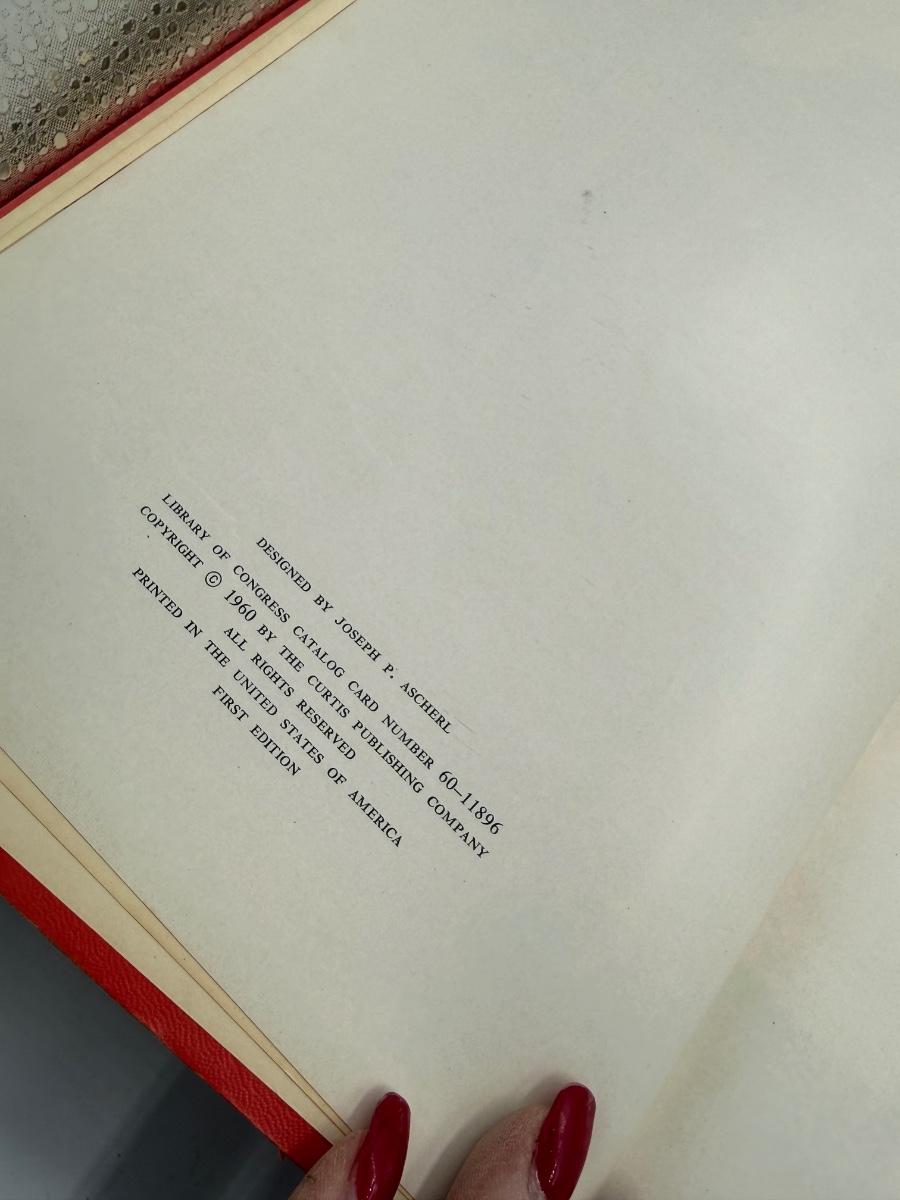 DESIGNED BY JOSEPH P. ASCHERL
LIBRARY OF CONGRESS CATALOG CARD NUMBER 60–11896
COPYRIGHT © 1960 BY THE CURTIS PUBLISHING COMPANY
ALL RIGHTS RESERVED
PRINTED IN THE UNITED STATES OF AMERICA
FIRST EDITION